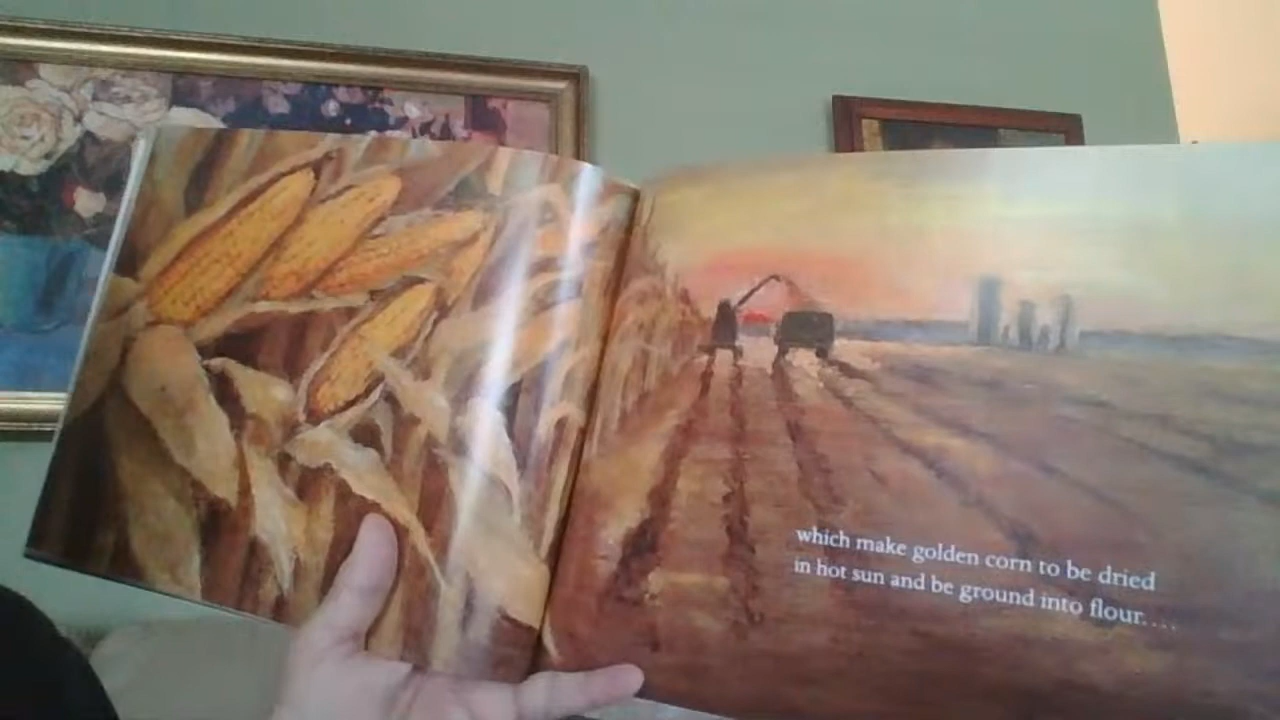 which make golden corn to be dried
in hot sun and be ground into flour....